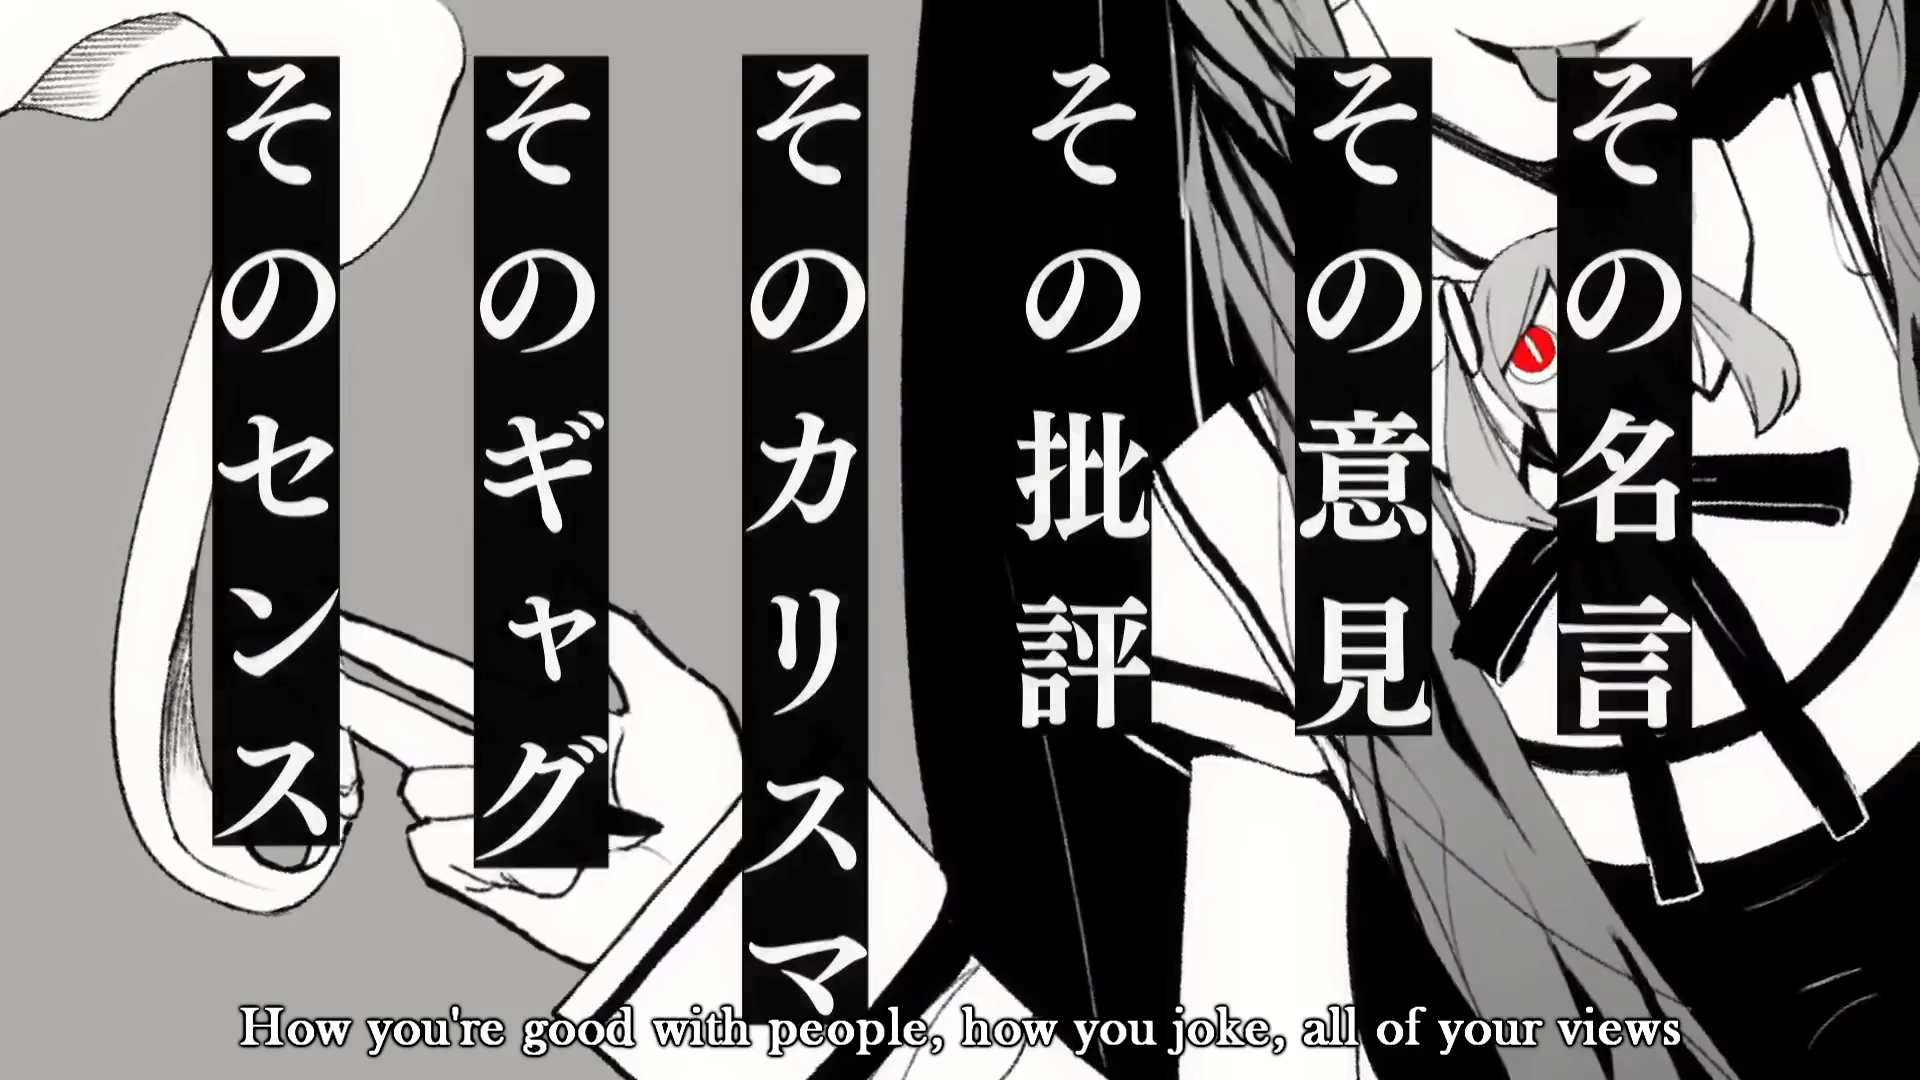 その名言
その意見
その批評
そのカリスマ
そのギャグ
そのセンス
How you're good with people, how you joke, all of your views